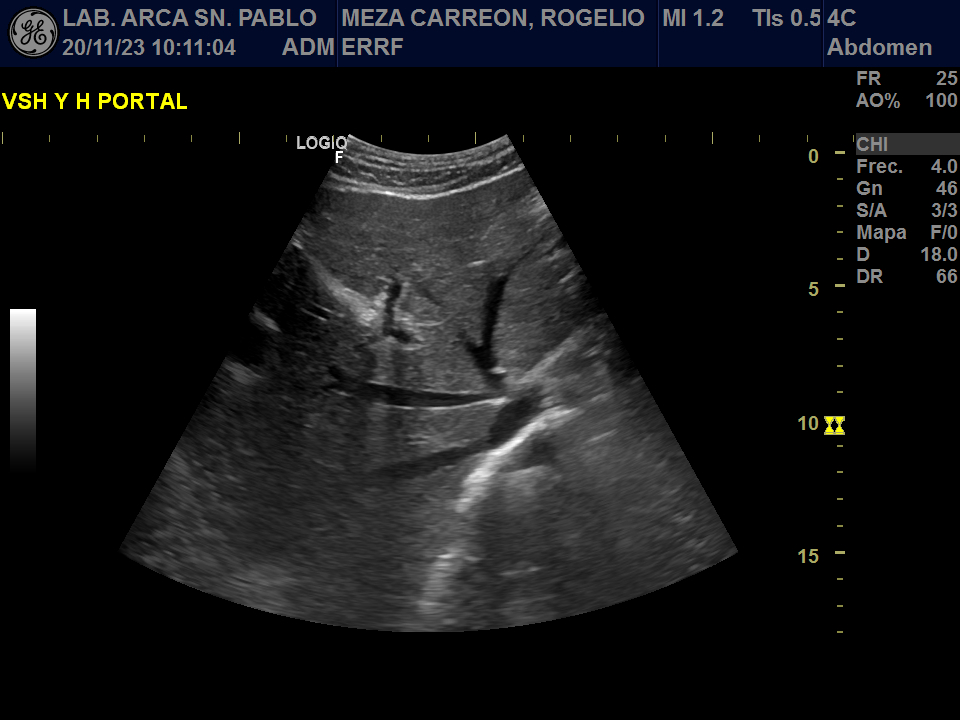 LAB. ARCA SN. PABLO MEZA CARREON, ROGELIO MI 1.2 TIs 0.5 4C
20/11/23 10:11:04 ADM ERRF Abdomen
FR 25
VSH Y H PORTAL AO% 100
LOGIQ
F
CHI
Frec. 4.0
Gn 46
S/A 3/3
Mapa F/0
D 18.0
DR 66
0
5
10
15